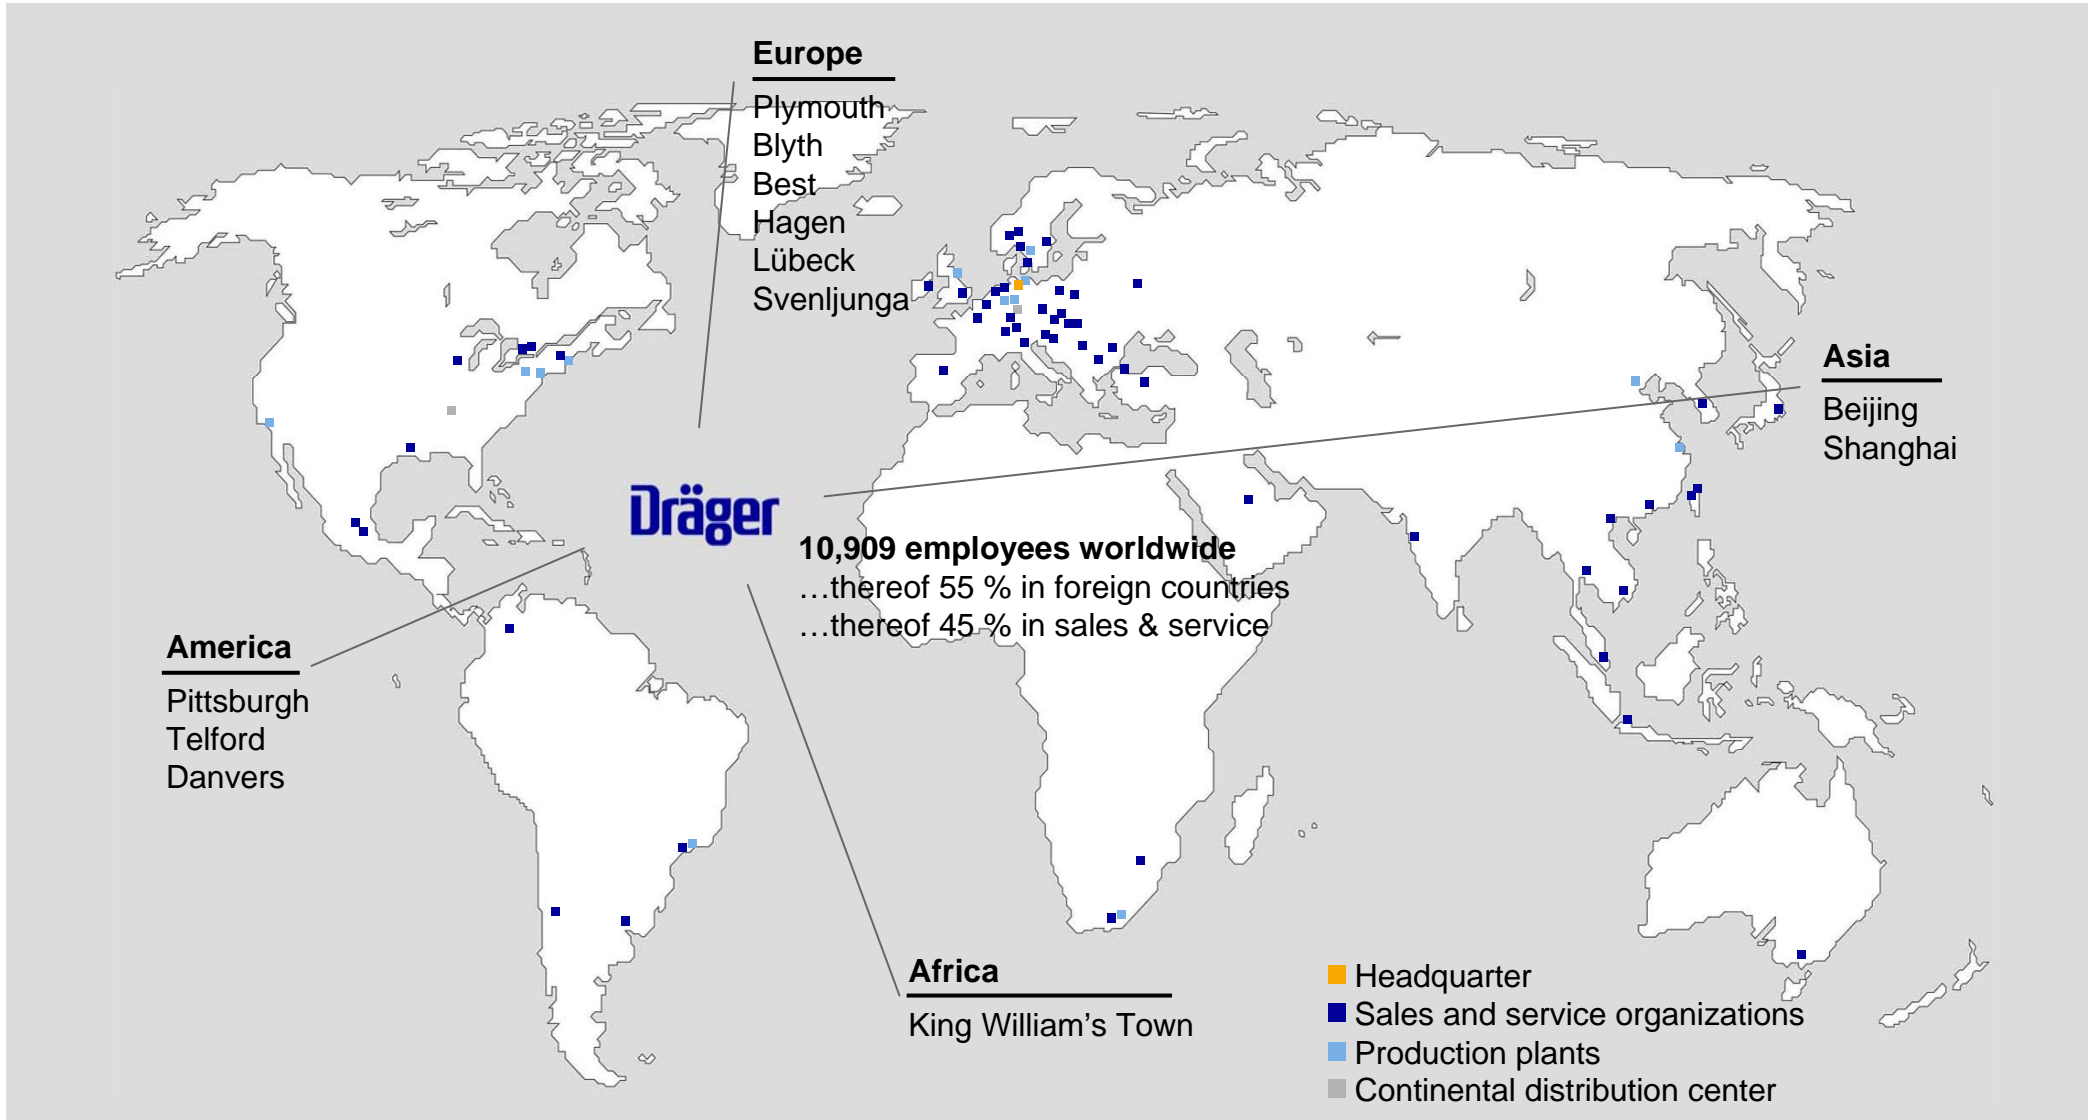 Europe
Plymouth
Blyth
Best
Hagen
Lübeck
Svenljunga
Asia
Beijing
Shanghai
Dräger
10,909 employees worldwide
…thereof 55 % in foreign countries
…thereof 45 % in sales & service
America
Pittsburgh
Telford
Danvers
Africa
King William’s Town
Headquarter
Sales and service organizations
Production plants
Continental distribution center